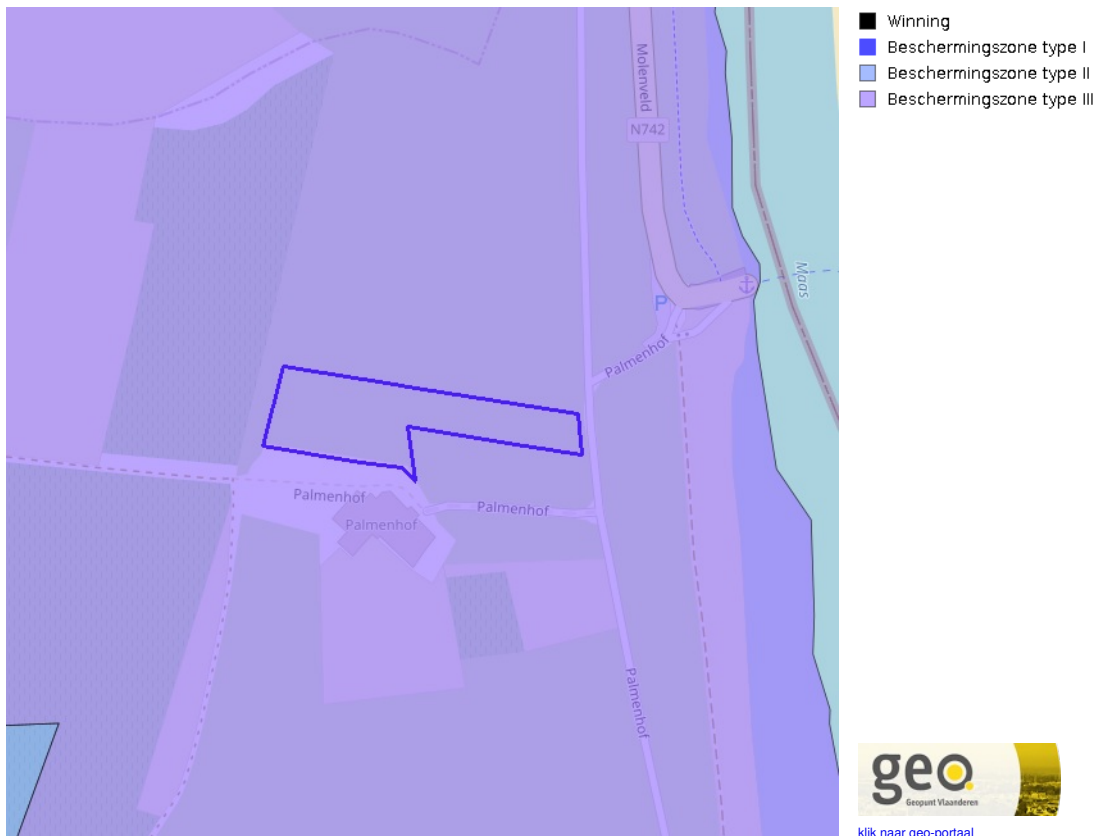 Winning
Beschermingszone type I
Beschermingszone type II
Beschermingszone type III
Molenveld
N742
Maas
P
Palmenhof
Palmenhof
Palmenhof
Palmenhof
Palmenhof
geo.
Geopunt Vlaanderen
klik naar geo-portaal